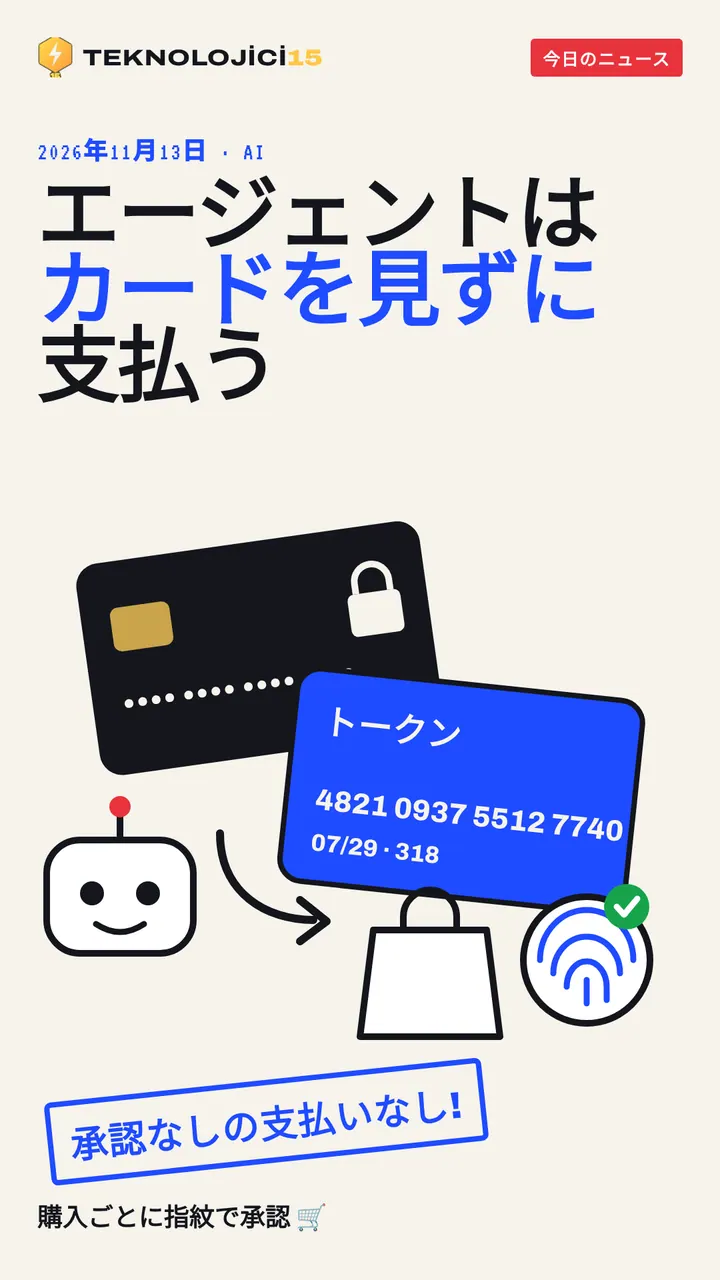 TEKNOLOJİCİ15
今日のニュース
2026年11月13日 · AI
エージェントは
カードを見ずに
支払う
トークン
4821 0937 5512 7740
07/29 · 318
承認なしの支払いなし!
購入ごとに指紋で承認 🛒